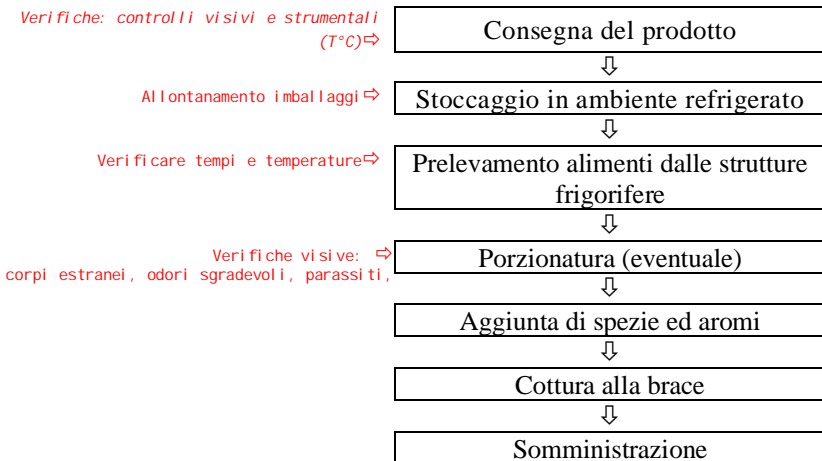 Verifiche: controlli visivi e strumentali
(T°C)⇨
Consegna del prodotto
⇩
Allontanamento imballaggi⇨
Stoccaggio in ambiente refrigerato
⇩
Verificare tempi e temperature⇨
Prelevamento alimenti dalle strutture
frigorifere
⇩
Verifiche visive: ⇨
corpi estranei, odori sgradevoli, parassiti,
Porzionatura (eventuale)
⇩
Aggiunta di spezie ed aromi
⇩
Cottura alla brace
⇩
Somministrazione